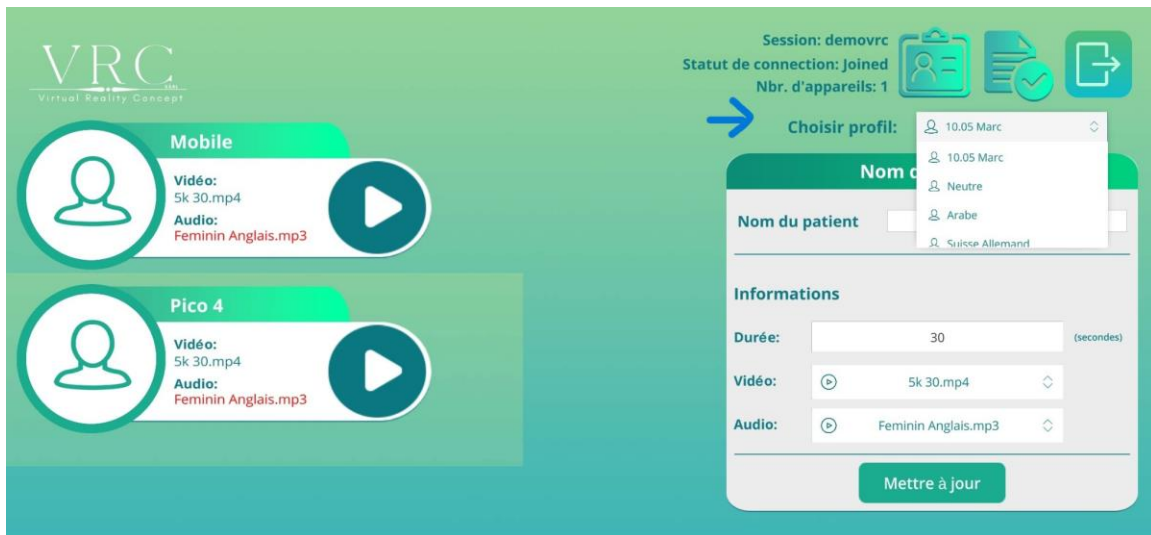 VRC
SARL
Virtual Reality Concept
Session: demovrc
Statut de connection: Joined
Nbr. d'appareils: 1
Choisir profil:
10.05 Marc
10.05 Marc
Neutre
Arabe
Suisse Allemand
Mobile
Vidéo:
5k 30.mp4
Audio:
Feminin Anglais.mp3
Pico 4
Vidéo:
5k 30.mp4
Audio:
Feminin Anglais.mp3
Nom
Nom du patient
Informations
Durée:
30
(secondes)
Vidéo:
5k 30.mp4
Audio:
Feminin Anglais.mp3
Mettre à jour